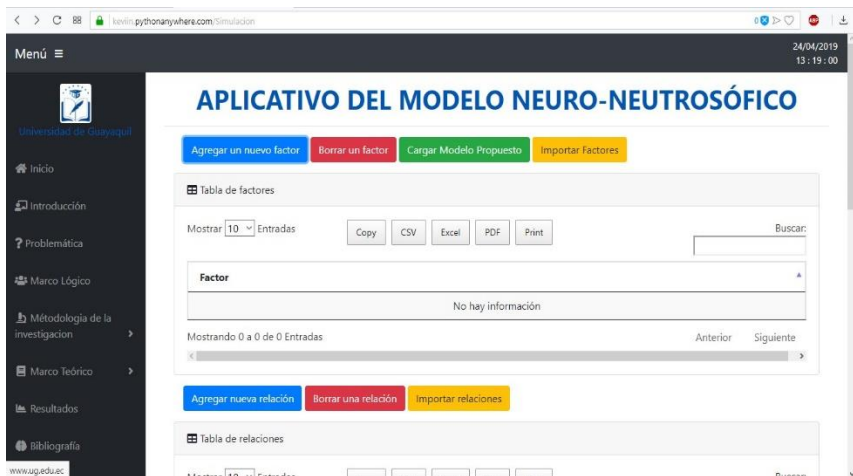 kevin.pythonanywhere.com/Simulacion
Menú
24/04/2019
13 : 19 : 00
Universidad de Guayaquil
Inicio
Introducción
Problemática
Marco Lógico
Métodologia de la
investigacion
Marco Teórico
Resultados
Bibliografía
www.ug.edu.ec
APLICATIVO DEL MODELO NEURO-NEUTROSÓFICO
Agregar un nuevo factor Borrar un factor Cargar Modelo Propuesto Importar Factores
Tabla de factores
Mostrar 10 Entradas Copy CSV Excel PDF Print Buscar:
Factor
No hay información
Mostrando 0 a 0 de 0 Entradas Anterior Siguiente
Agregar nueva relación Borrar una relación Importar relaciones
Tabla de relaciones
Mostrar 10 Entradas Buscar: